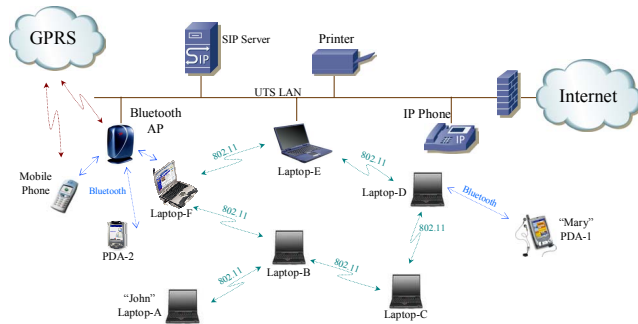 GPRS
SIP Server
SIP
Printer
UTS LAN
Internet
Bluetooth
AP
IP Phone
IP
802.11
802.11
Laptop-E
Mobile
Phone
Bluetooth
Laptop-D
Laptop-F
Bluetooth
802.11
802.11
"Mary"
PDA-1
PDA-2
Laptop-B
802.11
802.11
"John"
Laptop-A
Laptop-C